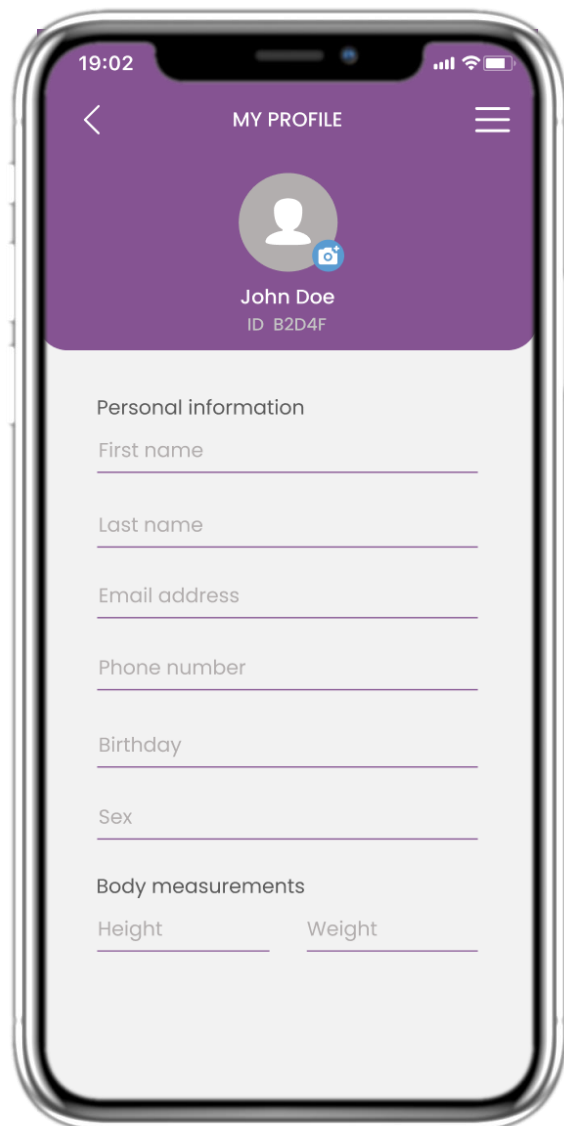 19:02
MY PROFILE
John Doe
ID B2D4F
Personal information
First name
Last name
Email address
Phone number
Birthday
Sex
Body measurements
Height Weight